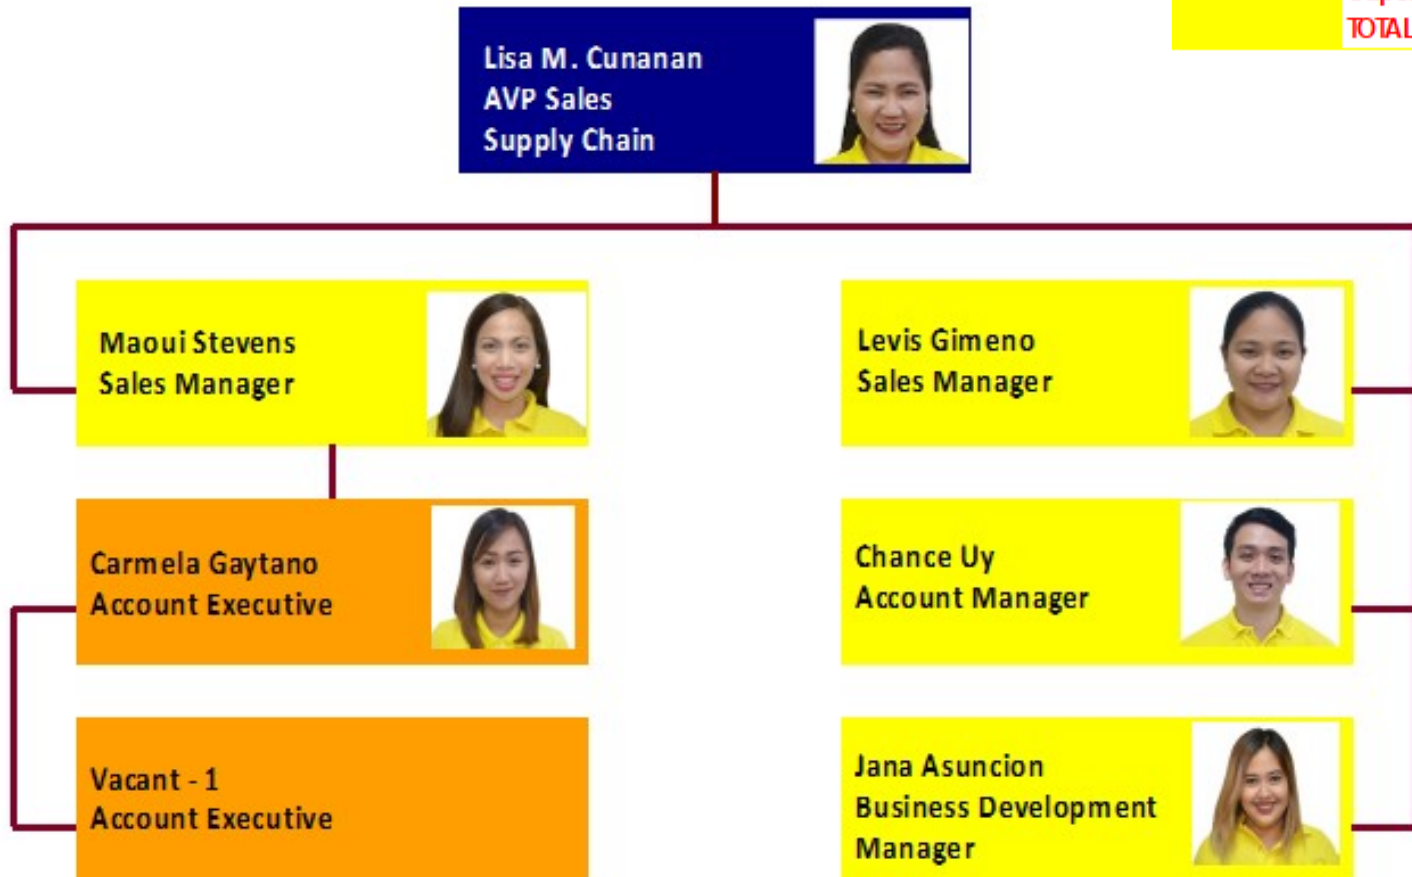 TOTAL
Lisa M. Cunanan
AVP Sales
Supply Chain
Maoui Stevens
Sales Manager
Levis Gimeno
Sales Manager
Carmela Gaytano
Account Executive
Chance Uy
Account Manager
Vacant - 1
Account Executive
Jana Asuncion
Business Development
Manager